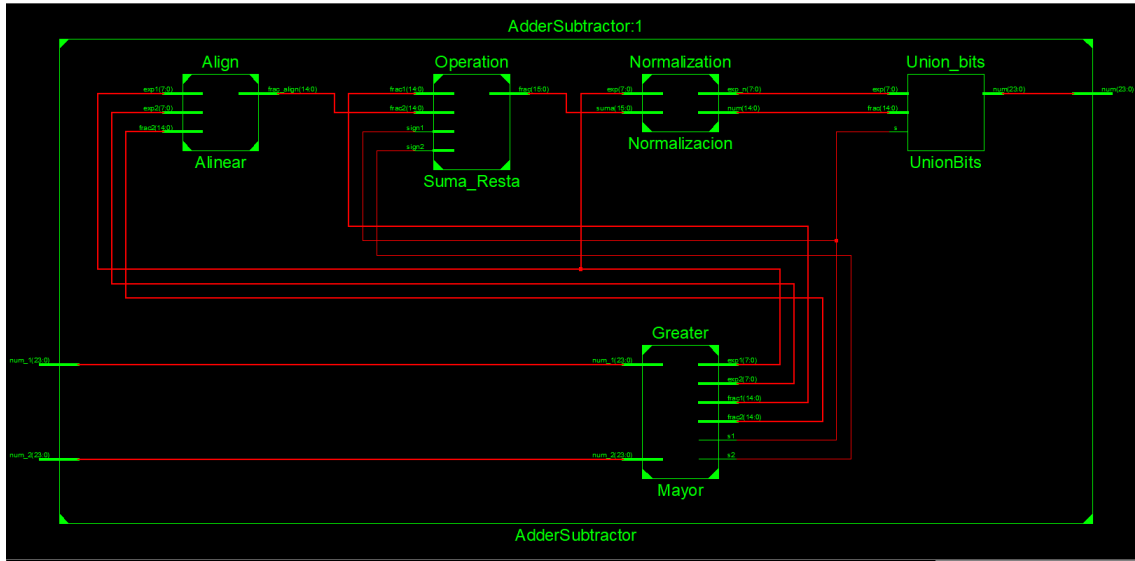 AdderSubtractor:1
Align
exp1(7:0)
exp2(7:0)
frac2(14:0)
frac_align(14:0)
Alinear
Operation
frac1(14:0)
frac2(14:0)
sign1
sign2
frac(15:0)
Suma_Resta
Normalization
exp(7:0)
suma(15:0)
exp_n(7:0)
num(14:0)
Normalizacion
Union_bits
exp(7:0)
frac(14:0)
s
num(23:0)
UnionBits
num(23:0)
Greater
num_1(23:0)
num_1(23:0)
exp1(7:0)
exp2(7:0)
frac1(14:0)
frac2(14:0)
s1
num_2(23:0)
num_2(23:0)
s2
Mayor
AdderSubtractor